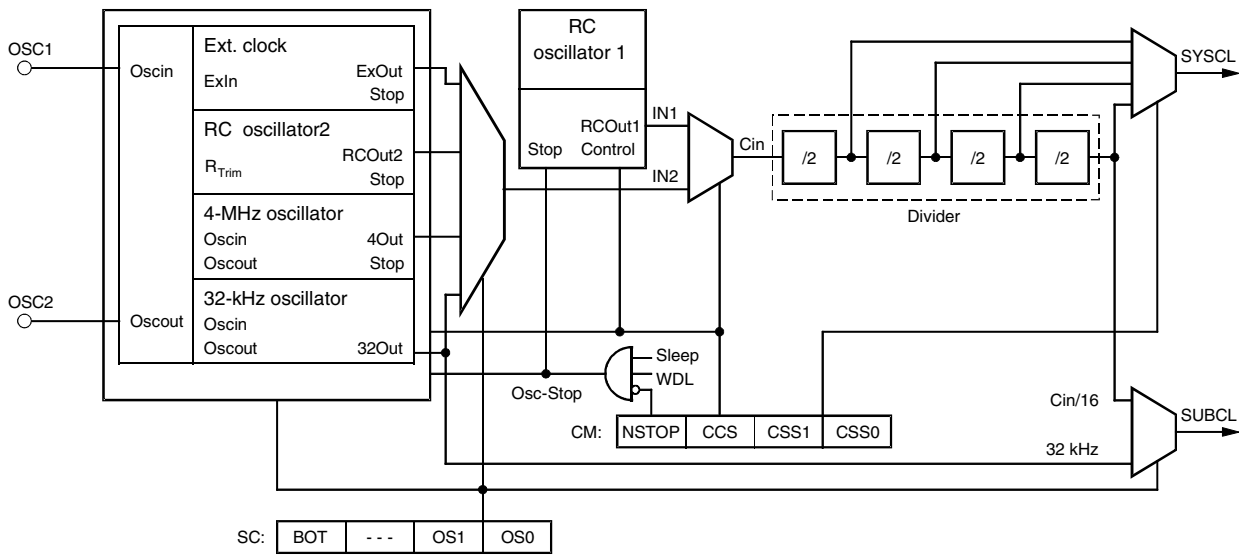 OSC1
Oscin
Ext. clock
ExIn
ExOut
Stop
RC oscillator2
RCOut2
R_Trim
Stop
4-MHz oscillator
Oscin
4Out
Oscout
Stop
OSC2
Oscout
32-kHz oscillator
Oscin
Oscout
32Out
RC
oscillator 1
RCOut1
Stop
Control
IN1
IN2
Cin
/2
/2
/2
/2
Divider
SYSCL
Sleep
WDL
Osc-Stop
CM:
NSTOP
CCS
CSS1
CSS0
Cin/16
32 kHz
SUBCL
SC:
BOT
- - -
OS1
OS0